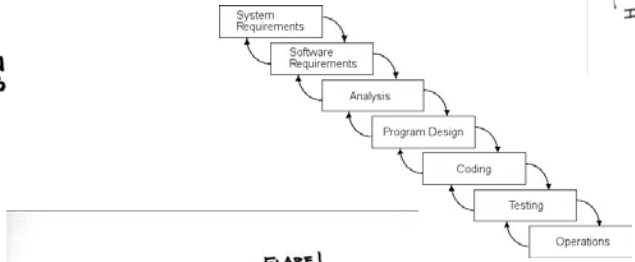 System
Requirements
Software
Requirements
Analysis
Program Design
Coding
Testing
Operations